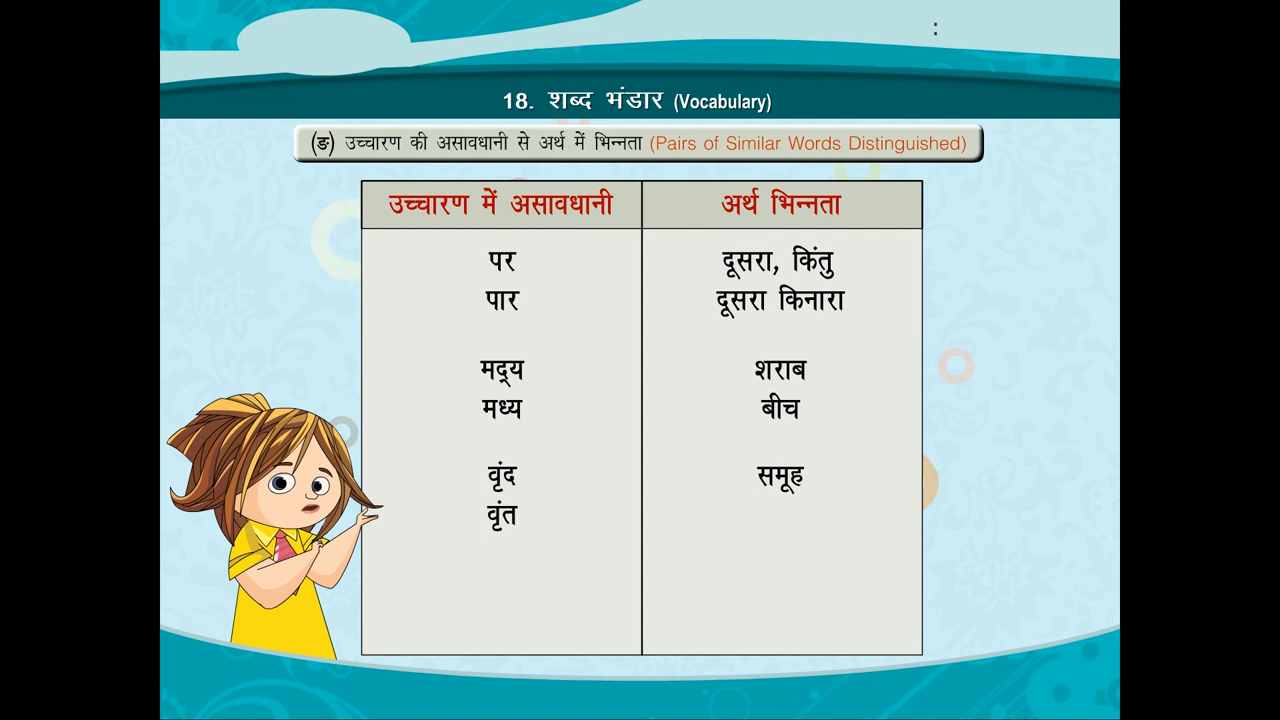 :
18. शब्द भंडार (Vocabulary)
(ङ) उच्चारण की असावधानी से अर्थ में भिन्नता (Pairs of Similar Words Distinguished)
उच्चारण में असावधानी अर्थ भिन्नता
पर दूसरा, किंतु
पार दूसरा किनारा
मद्‌य शराब
मध्य बीच
वृंद समूह
वृंत